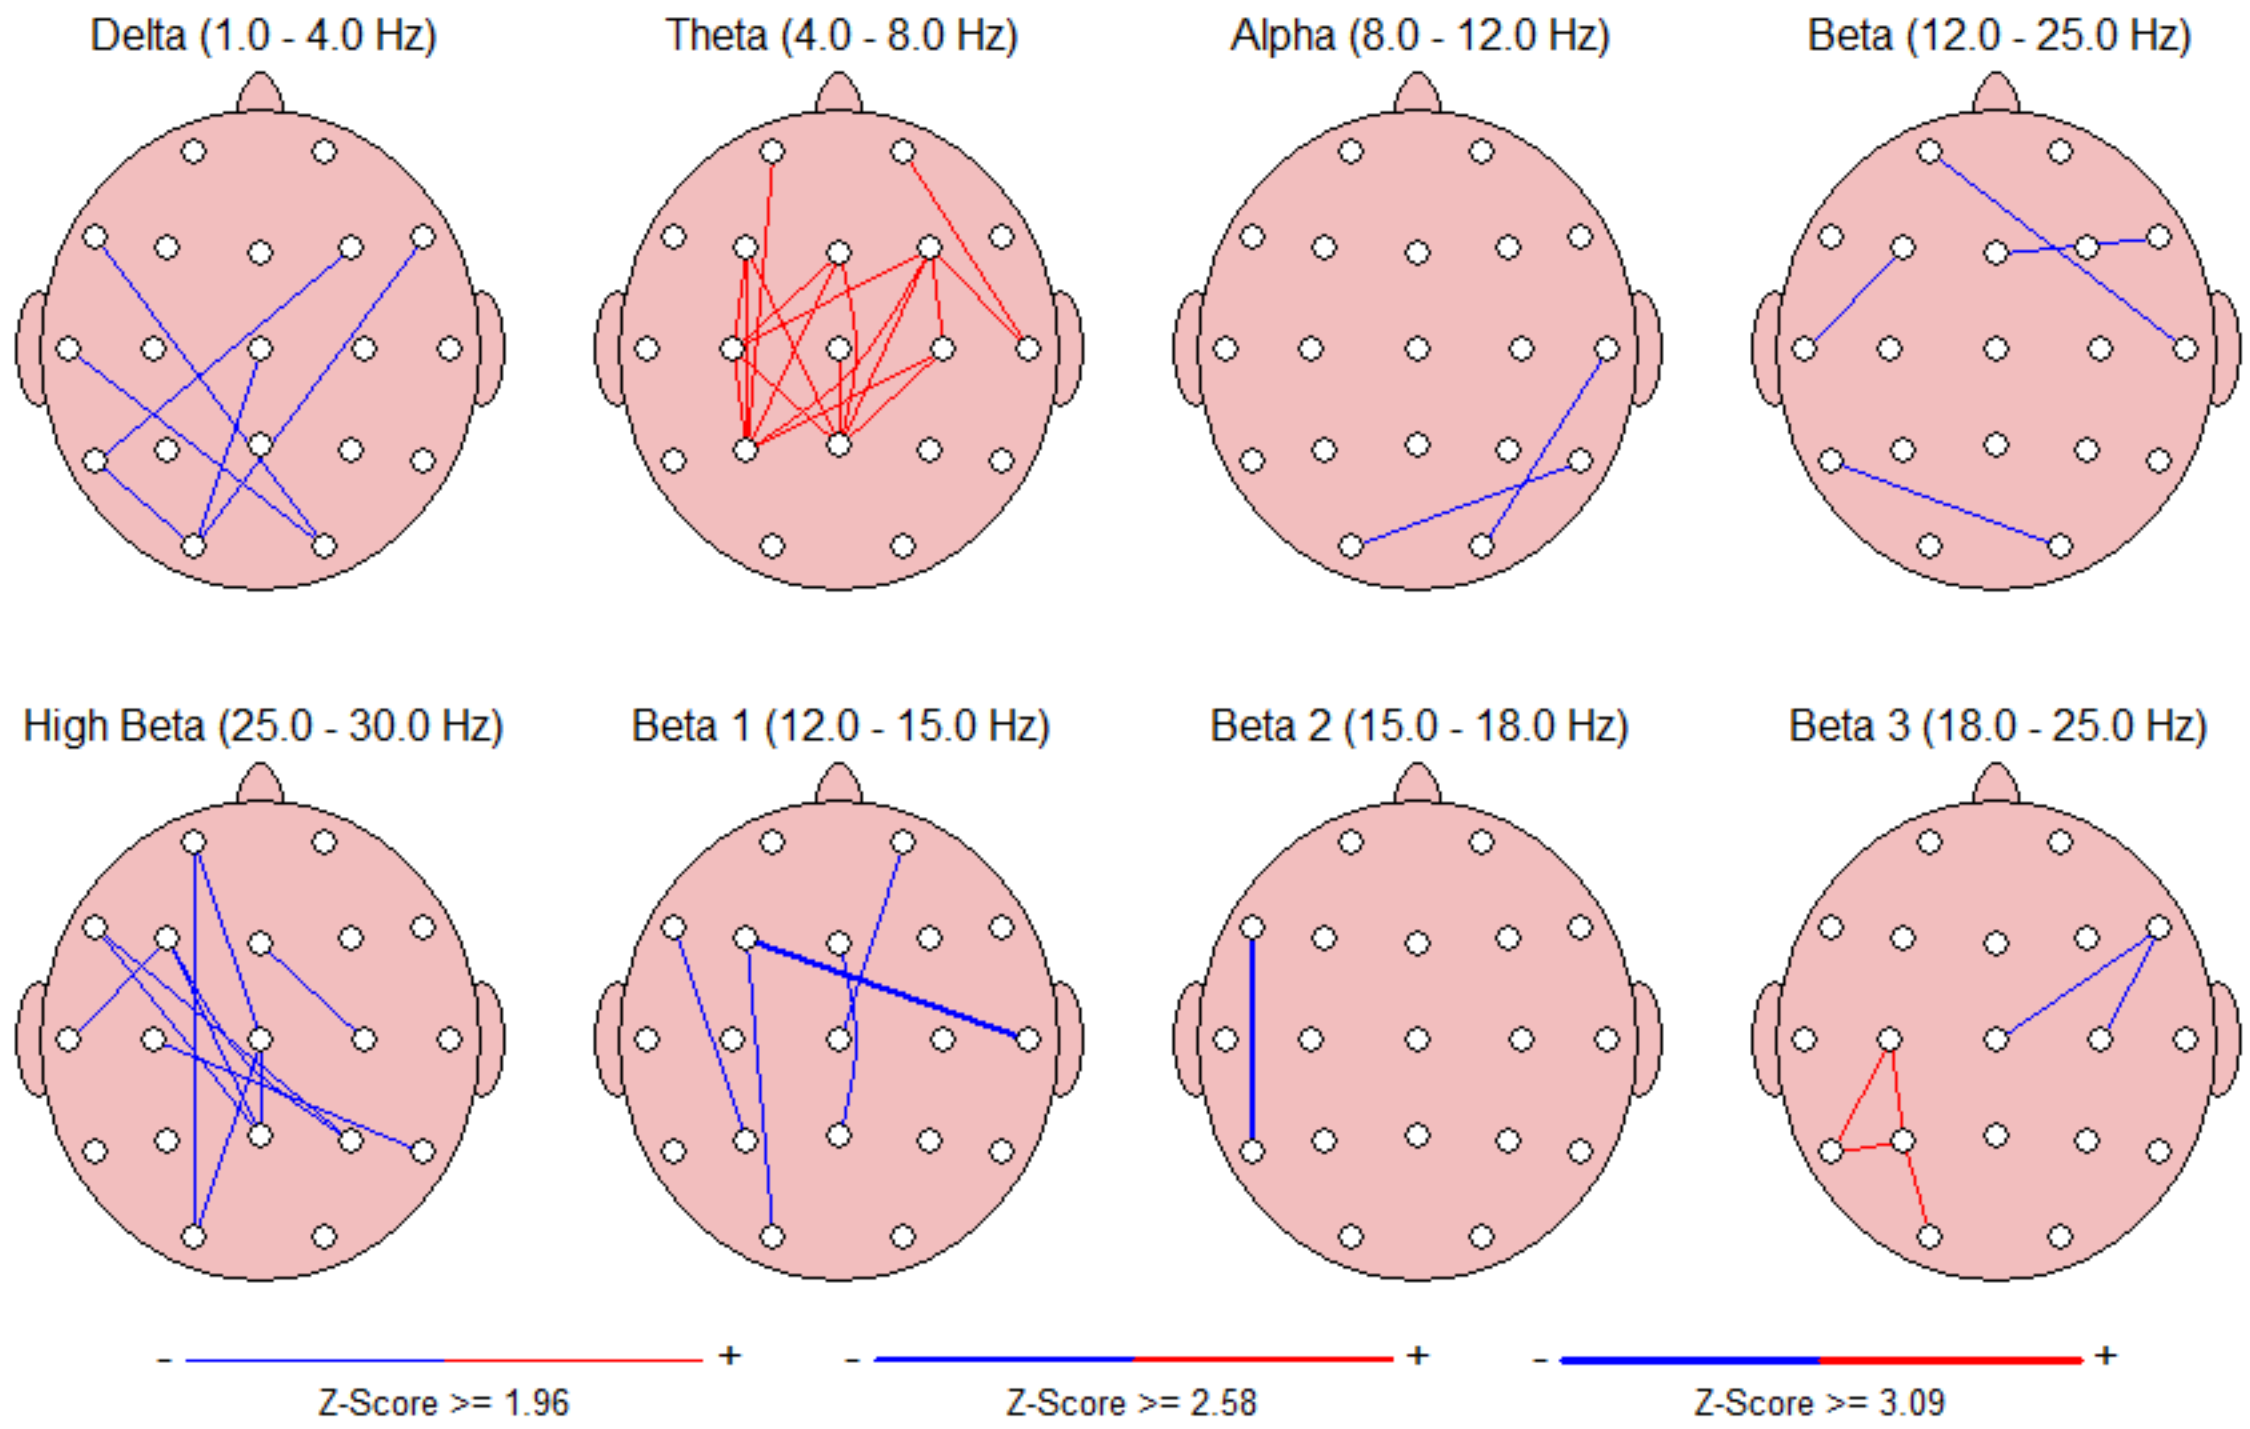 Delta (1.0 - 4.0 Hz)
Theta (4.0 - 8.0 Hz)
Alpha (8.0 - 12.0 Hz)
Beta (12.0 - 25.0 Hz)
High Beta (25.0 - 30.0 Hz)
Beta 1 (12.0 - 15.0 Hz)
Beta 2 (15.0 - 18.0 Hz)
Beta 3 (18.0 - 25.0 Hz)
- +
Z-Score >= 1.96
- +
Z-Score >= 2.58
- +
Z-Score >= 3.09